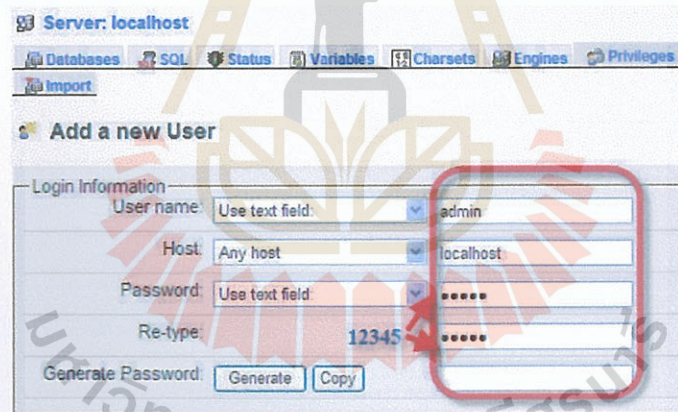 Server: localhost
Databases SQL Status Variables Charsets Engines Privileges
Import
Add a new User
Login Information
User name: Use text field: admin
Host: Any host localhost
Password: Use text field: •••••
Re-type: 12345 •••••
Generate Password: Generate Copy